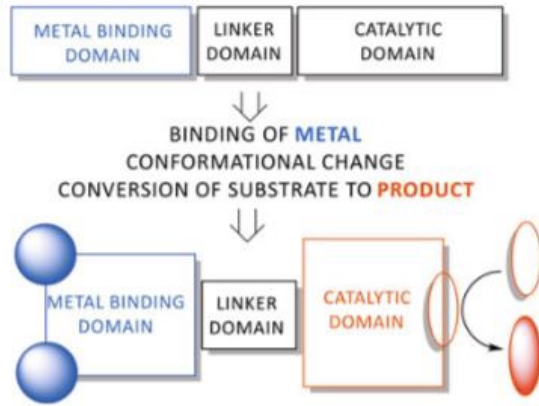 METAL BINDING
DOMAIN
LINKER
DOMAIN
CATALYTIC
DOMAIN
BINDING OF METAL
CONFORMATIONAL CHANGE
CONVERSION OF SUBSTRATE TO PRODUCT
METAL BINDING
DOMAIN
LINKER
DOMAIN
CATALYTIC
DOMAIN